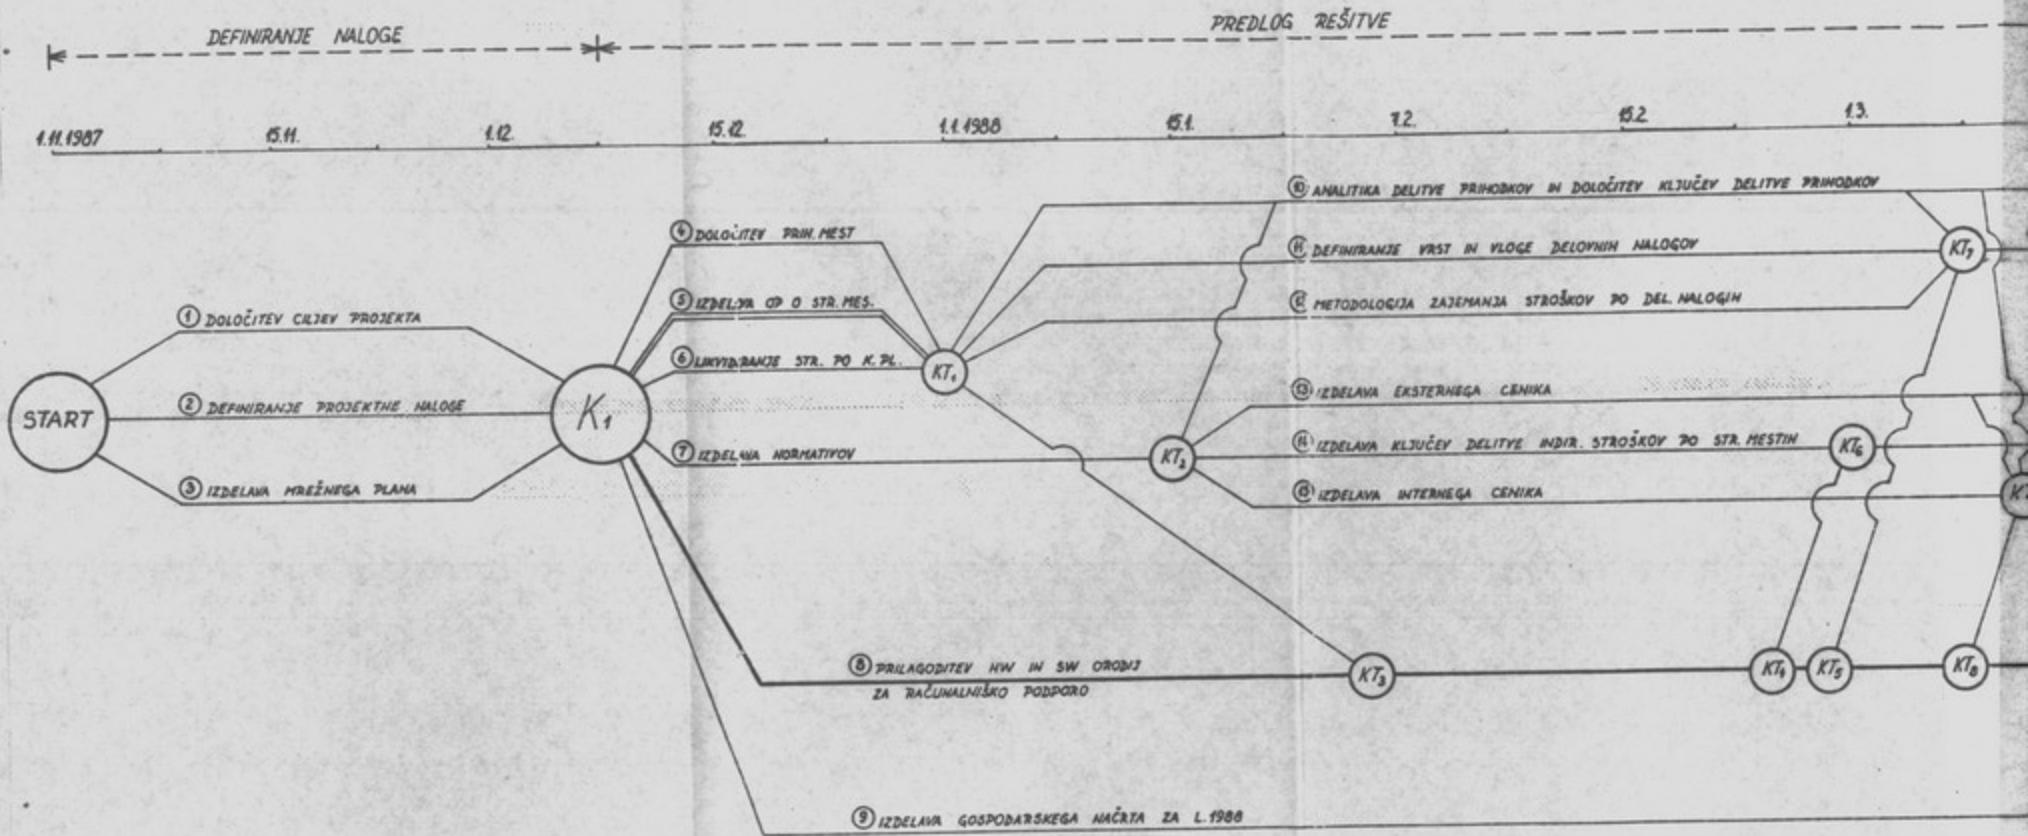 DEFINIRANJE NALOGE
PREDLOG REŠITVE
1.11.1987
15.11.
1.12.
15.12.
1.1.1988
15.1.
1.2.
15.2.
1.3.
10 ANALITIKA DELITVE PRIHODKOV IN DOLOČITEV KLJUČEV DELITVE PRIHODKOV
4 DOLOČITEV PRIH. MEST
11 DEFINIRANJE VRST IN VLOGE DELOVNIH NALOGOV
KT7
5 IZDELAVA OP O STR. MES.
12 METODOLOGIJA ZAJEMANJA STROŠKOV PO DEL. NALOGIH
1 DOLOČITEV CILJEV PROJEKTA
6 LIKVIDIRANJE STR. PO K. PL.
KT1
START
2 DEFINIRANJE PROJEKTNE NALOGE
K1
13 IZDELAVA EKSTERNEGA CENIKA
7 IZDELAVA NORMATIVOV
KT2
14 IZDELAVA KLJUČEV DELITVE INDIR. STROŠKOV PO STR. MESTIH
KT6
3 IZDELAVA MREŽNEGA PLANA
15 IZDELAVA INTERNEGA CENIKA
8 PRILAGODITEV HW IN SW ORODIJ
ZA RAČUNALNIŠKO PODPORO
KT3
KT4
KT5
KT8
9 IZDELAVA GOSPODARSKEGA NAČRTA ZA L. 1988